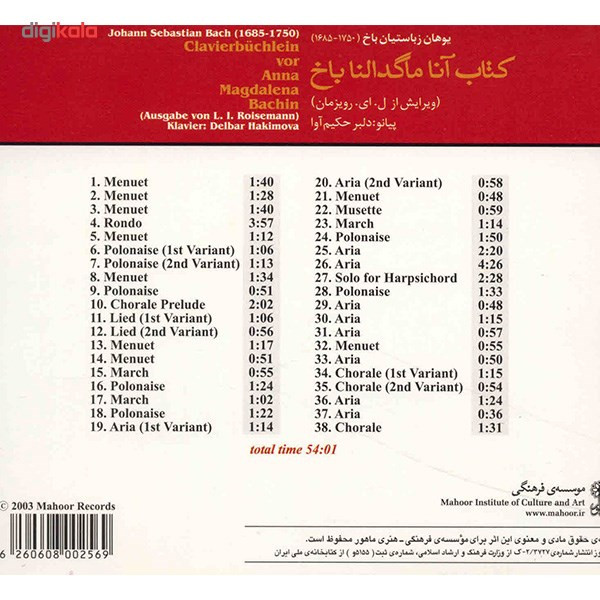 digikala
Johann Sebastian Bach (1685-1750)
Clavierbüchlein
vor
Anna
Magdalena
Bachin
(Ausgabe von L. I. Roisemann)
Klavier: Delbar Hakimova
یوهان زباستیان باخ (۱۷۵۰-۱۶۸۵)
کتاب آنا ماگدالنا باخ
(ویرایش از ل. ای. رویزمان)
پیانو: دلبر حکیم‌آوا
1. Menuet 1:40
2. Menuet 1:28
3. Menuet 1:40
4. Rondo 3:57
5. Menuet 1:12
6. Polonaise (1st Variant) 1:06
7. Polonaise (2nd Variant) 1:13
8. Menuet 1:34
9. Polonaise 0:51
10. Chorale Prelude 2:02
11. Lied (1st Variant) 1:06
12. Lied (2nd Variant) 0:56
13. Menuet 1:17
14. Menuet 0:51
15. March 0:55
16. Polonaise 1:24
17. March 1:02
18. Polonaise 1:22
19. Aria (1st Variant) 1:14
20. Aria (2nd Variant) 0:58
21. Menuet 0:48
22. Musette 0:59
23. March 1:14
24. Polonaise 1:50
25. Aria 2:20
26. Aria 4:26
27. Solo for Harpsichord 2:28
28. Polonaise 1:33
29. Aria 0:48
30. Aria 1:15
31. Aria 0:57
32. Menuet 0:55
33. Aria 0:50
34. Chorale (1st Variant) 1:15
35. Chorale (2nd Variant) 0:54
36. Aria 1:24
37. Aria 0:36
38. Chorale 1:31
total time 54:01
© 2003 Mahoor Records
6 260608 002569
موسسه‌ی فرهنگی
Mahoor Institute of Culture and Art
www.mahoor.ir
ی حقوق مادی و معنوی این اثر برای مؤسسه‌ی فرهنگی ـ هنری ماهور محفوظ است.
وز انتشار شماره‌ی ۲/۳۷۲۷-ک از وزارت فرهنگ و ارشاد اسلامی، شماره‌ی ثبت (۱۵۵و) از کتابخانه‌ی ملی ایران